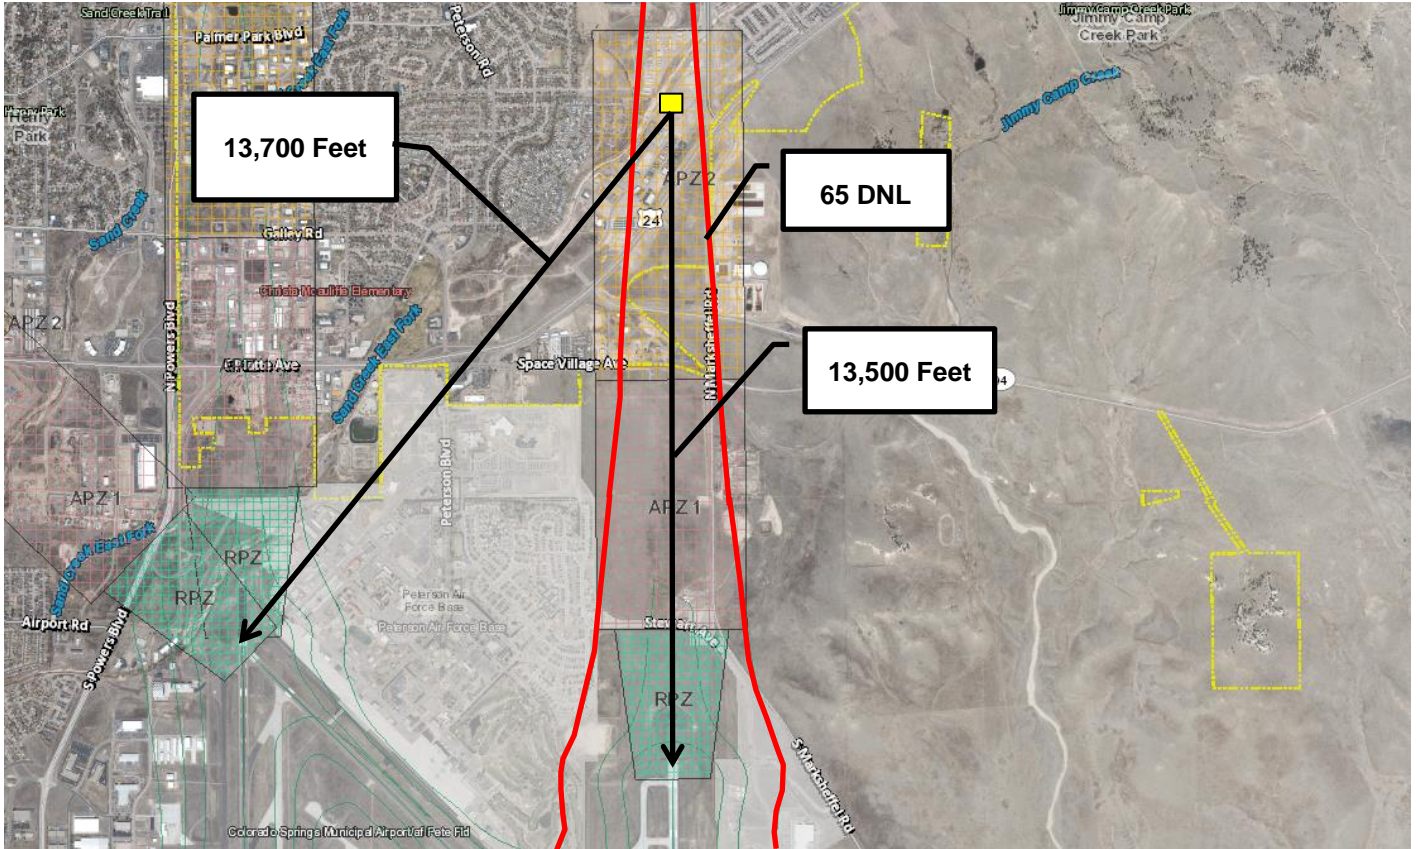 Sand Creek Trail
Palmer Park Blvd
Peterson Rd
Jimmy Camp Creek Park
Jimmy Camp
Creek Park
Jimmy Camp Creek
Park
13,700 Feet
APZ 2
65 DNL
24
Sand Creek
Galley Rd
Christa Mcauliffe Elementary
APZ 2
N Powers Blvd
Sand Creek East Fork
Space Village Ave
N Marksheffel Rd
13,500 Feet
Peterson Blvd
APZ 1
APZ 1
Sand Creek East Fork
RPZ
RPZ
Peterson Air
Force Base
Peterson Air Force Base
Airport Rd
S Powers Blvd
RPZ
S Marksheffel Rd
Colorado Springs Municipal Airport/af Pete Fld